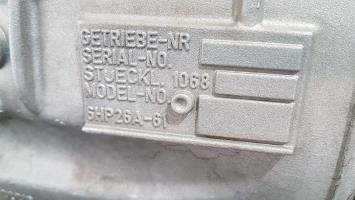 GETRIEBE-NR
SERIAL-NO.
STUECKL. 1068
MODEL-NO.
6HP26A-61